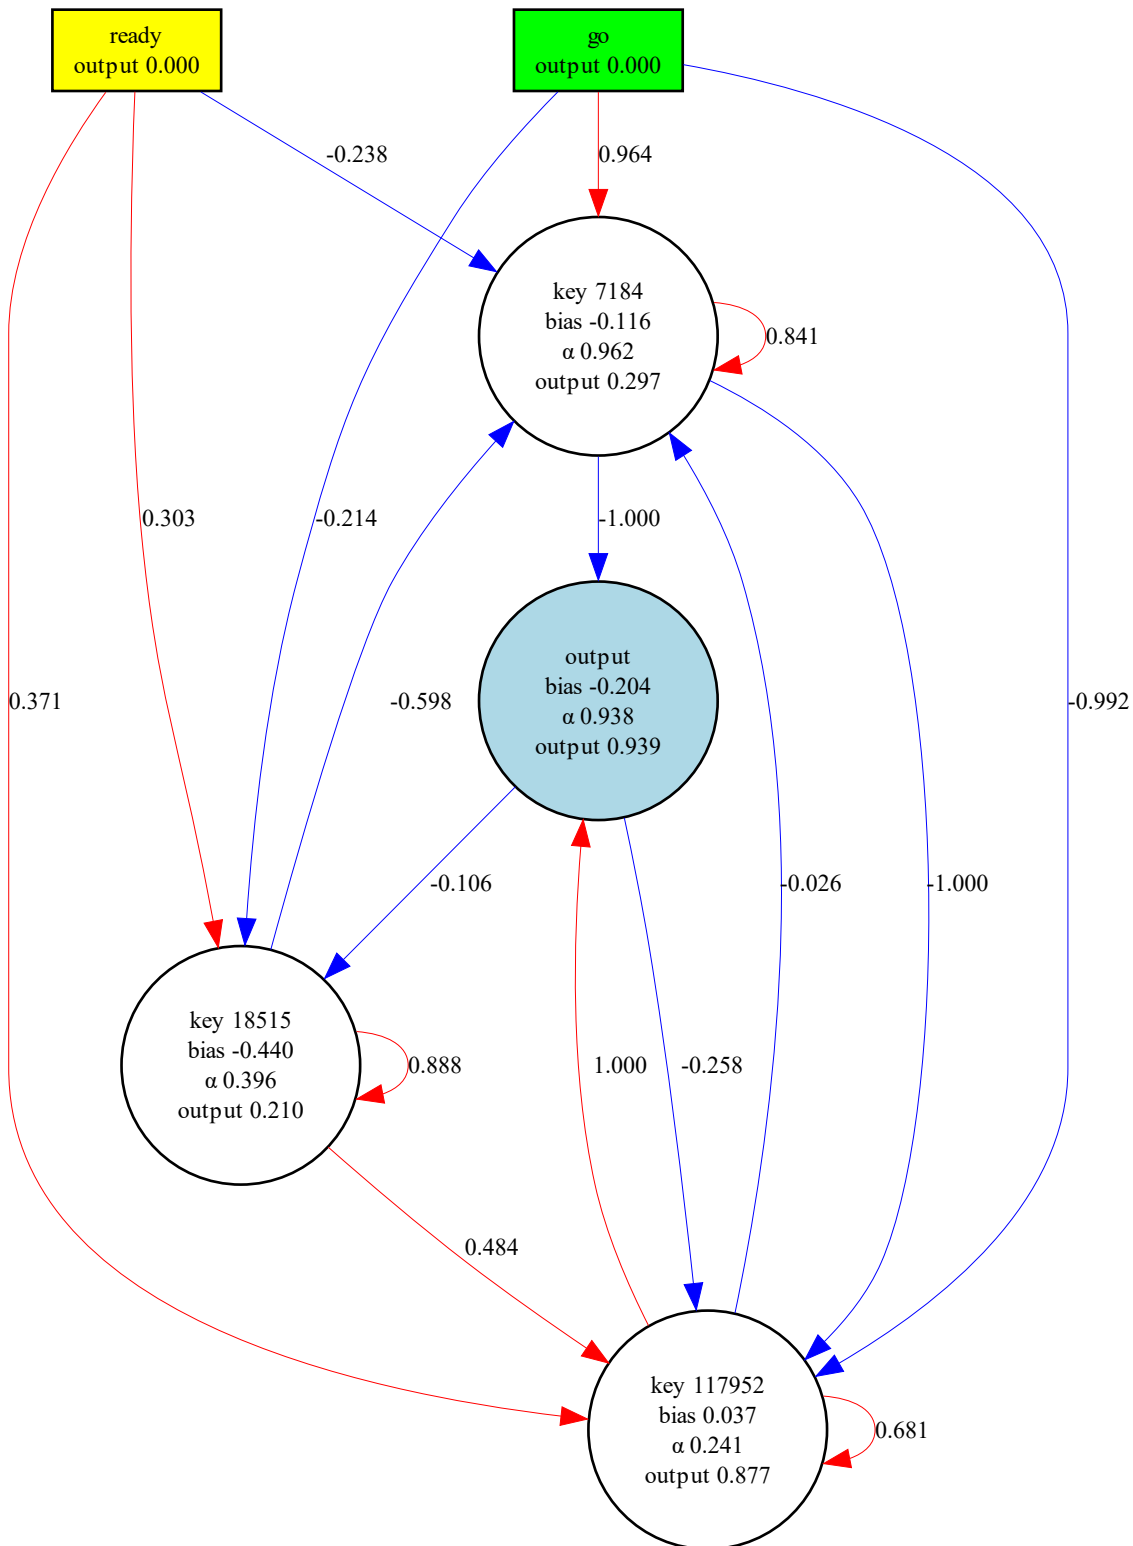 ready
output 0.000
go
output 0.000
-0.238
0.964
key 7184
bias -0.116
α 0.962
output 0.297
0.841
0.303
-0.214
-1.000
output
bias -0.204
α 0.938
output 0.939
0.371
-0.598
-0.992
-0.106
-0.026
-1.000
key 18515
bias -0.440
α 0.396
output 0.210
0.888
1.000
-0.258
0.484
key 117952
bias 0.037
α 0.241
output 0.877
0.681